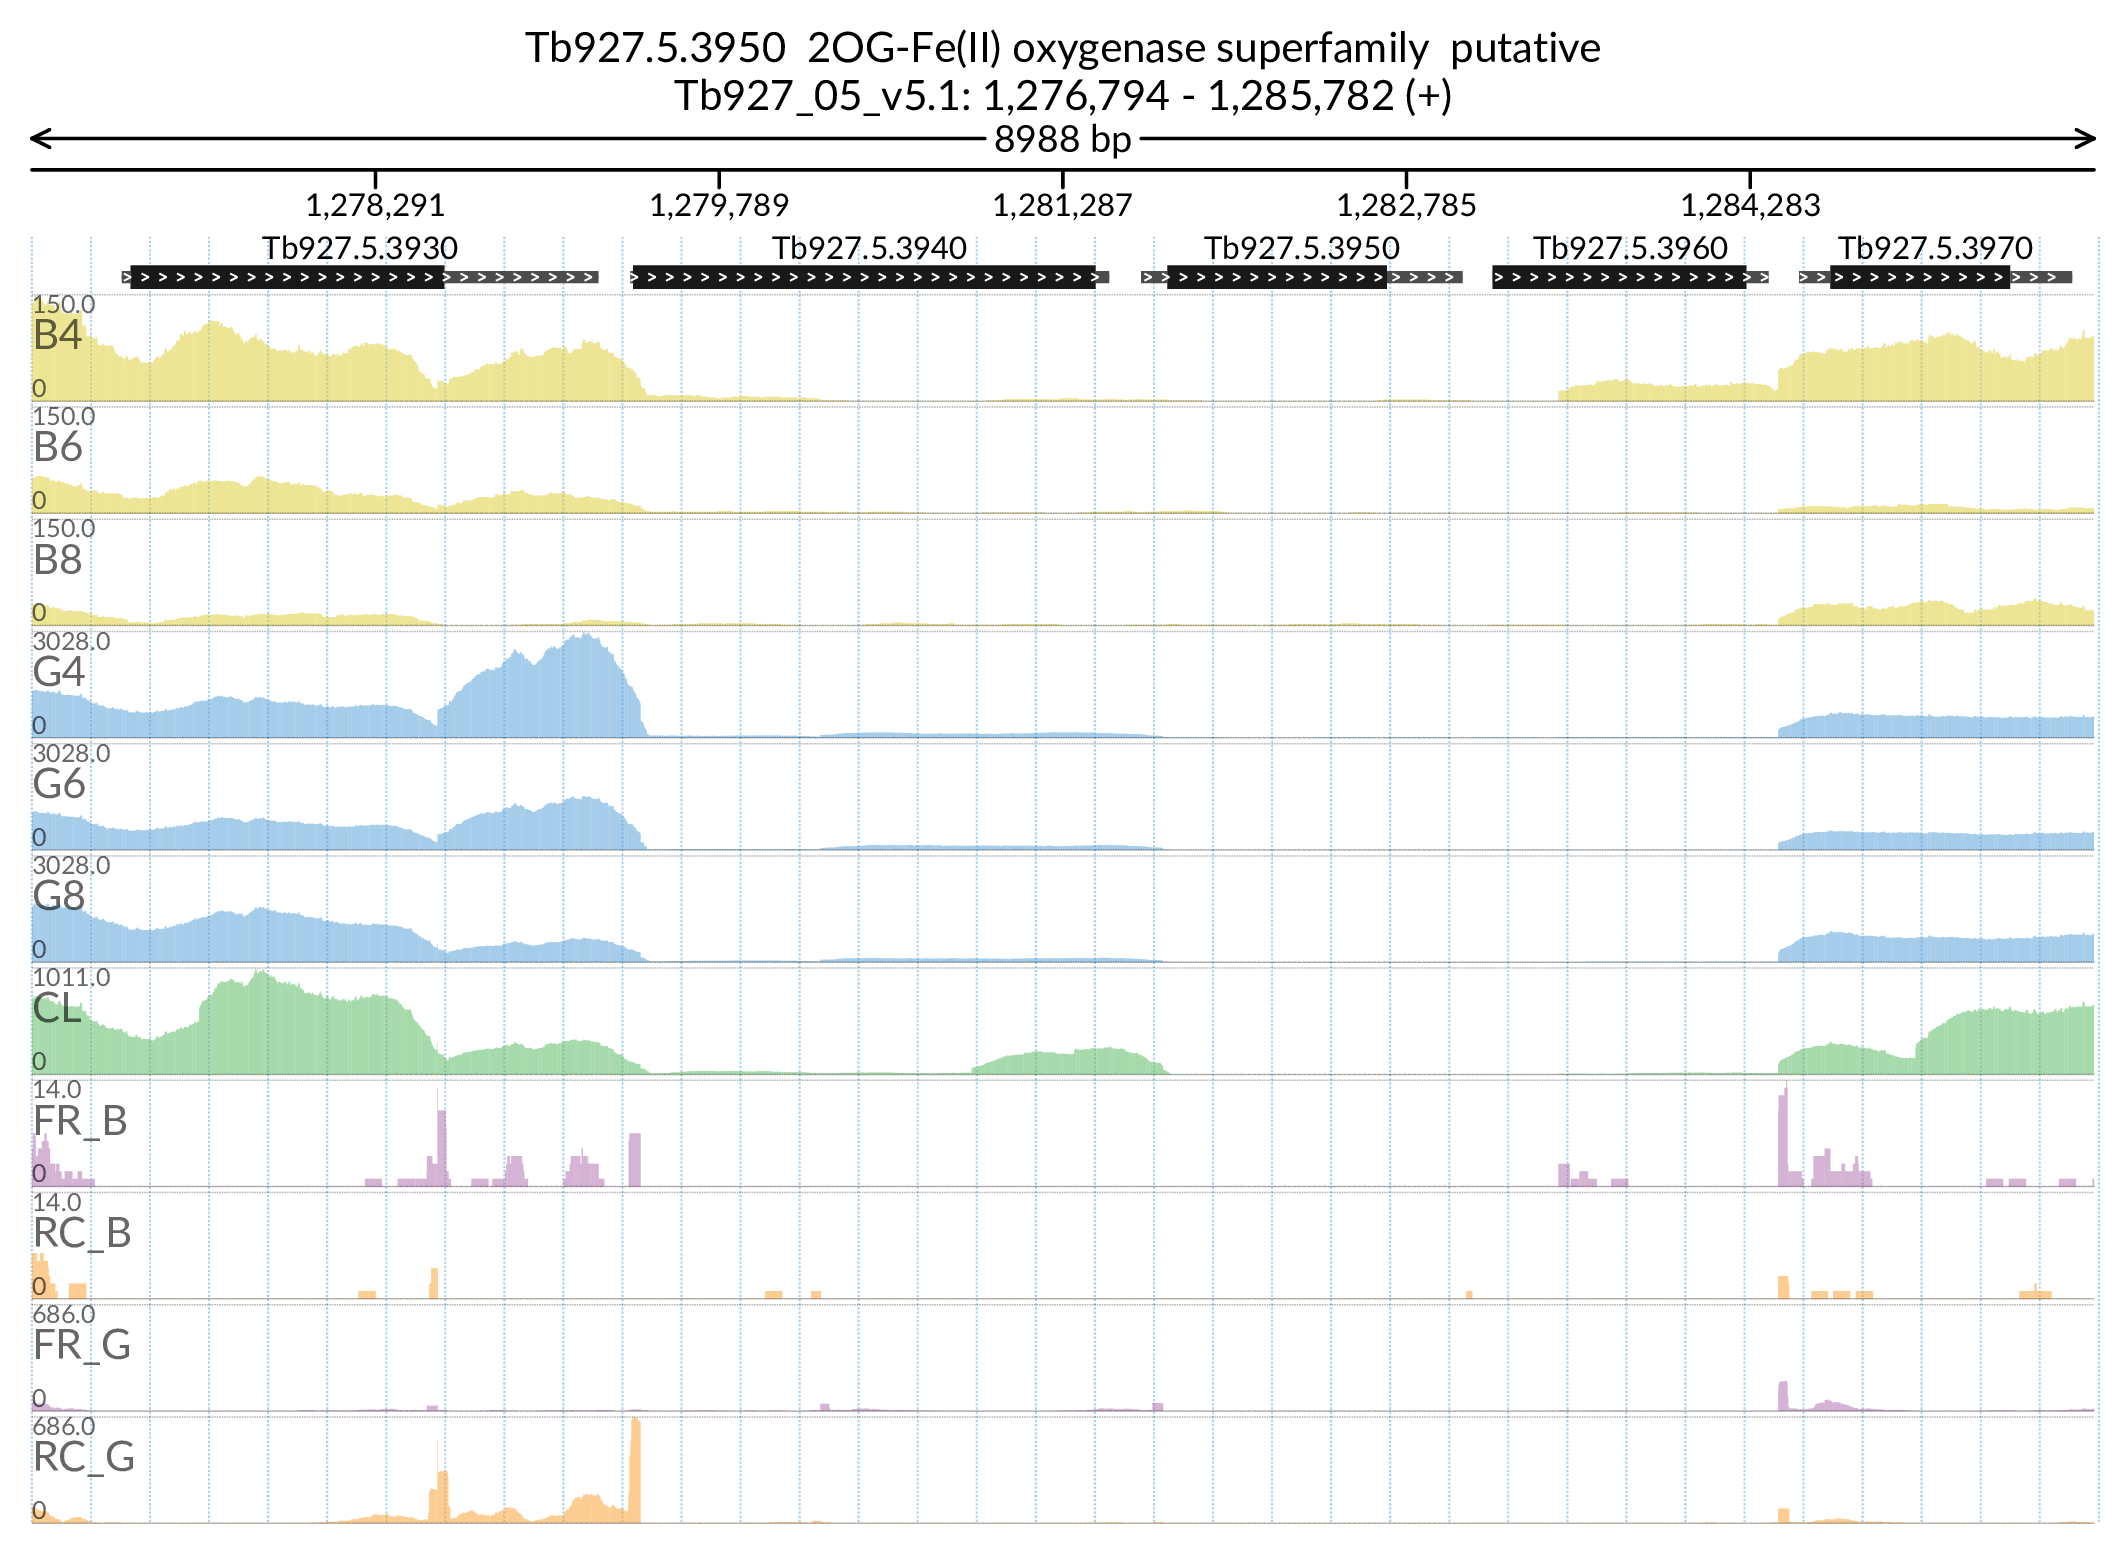 Tb927.5.3950  2OG-Fe(II) oxygenase superfamily  putative
Tb927_05_v5.1: 1,276,794 - 1,285,782 (+)
8988 bp
1,278,291 1,279,789 1,281,287 1,282,785 1,284,283
Tb927.5.3930 Tb927.5.3940 Tb927.5.3950 Tb927.5.3960 Tb927.5.3970
150.0
B4
0
150.0
B6
0
150.0
B8
0
3028.0
G4
0
3028.0
G6
0
3028.0
G8
0
1011.0
CL
0
14.0
FR_B
0
14.0
RC_B
0
686.0
FR_G
0
686.0
RC_G
0